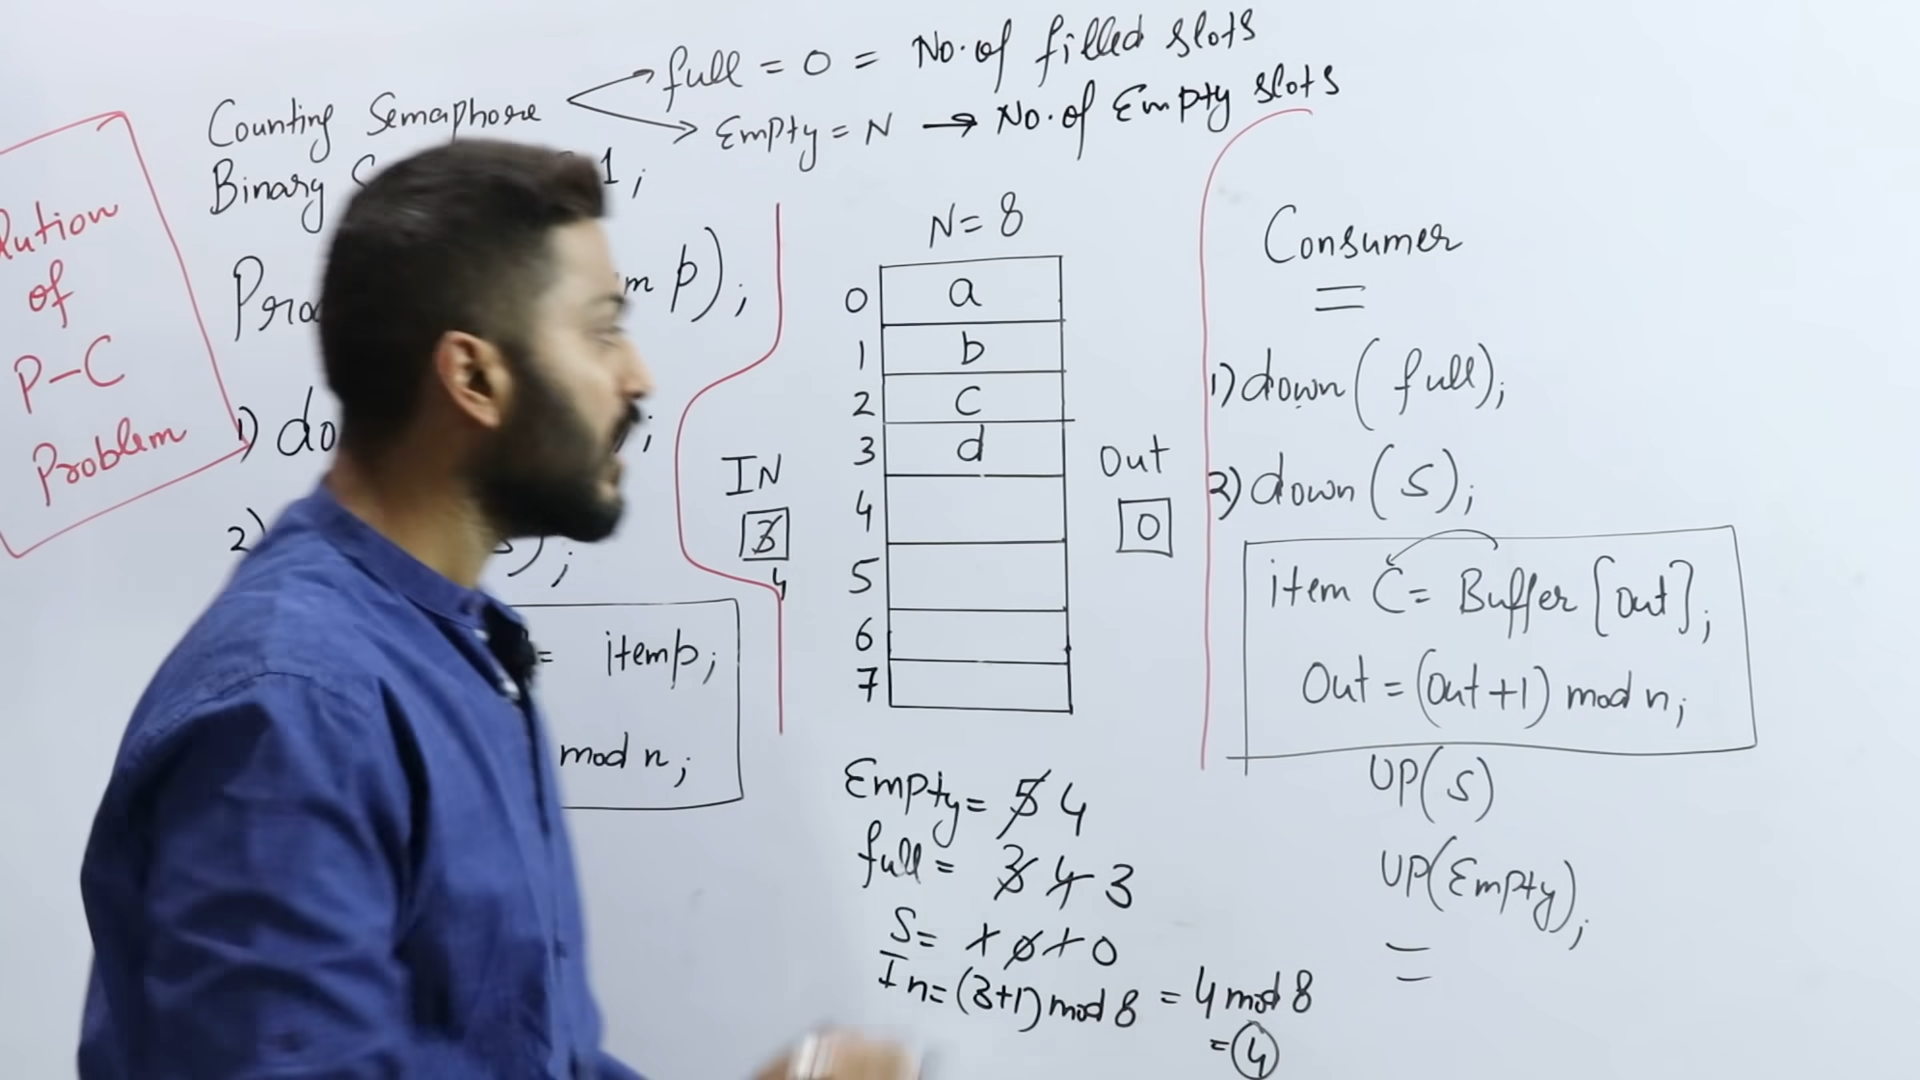 full = 0 = No. of filled slots
Counting Semaphore
Empty = N → No. of Empty slots
Binary S 1;
lution
of
P-C
Problem
Prod m p);
1) do ;
2) s);
= itemp;
mod n;
N = 8
0 a
1 b
2 c
3 d
4
5
6
7
IN
3
4
Out
0
Empty = 5 4
full = 3 4 3
S = 1 0 1 0
In = (3+1) mod 8 = 4 mod 8
= 4
Consumer
=
1) down( full);
2) down( S);
item C = Buffer [out];
Out = (out+1) mod n;
UP(S)
UP(Empty);
=